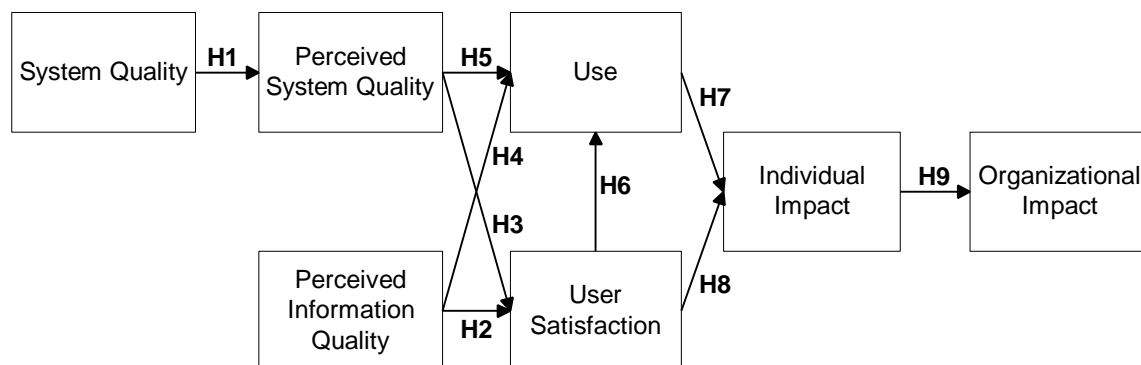 System Quality
H1
Perceived
System Quality
H5
Use
H7
H4
H3
H6
Individual
Impact
H9
Organizational
Impact
Perceived
Information
Quality
H2
User
Satisfaction
H8